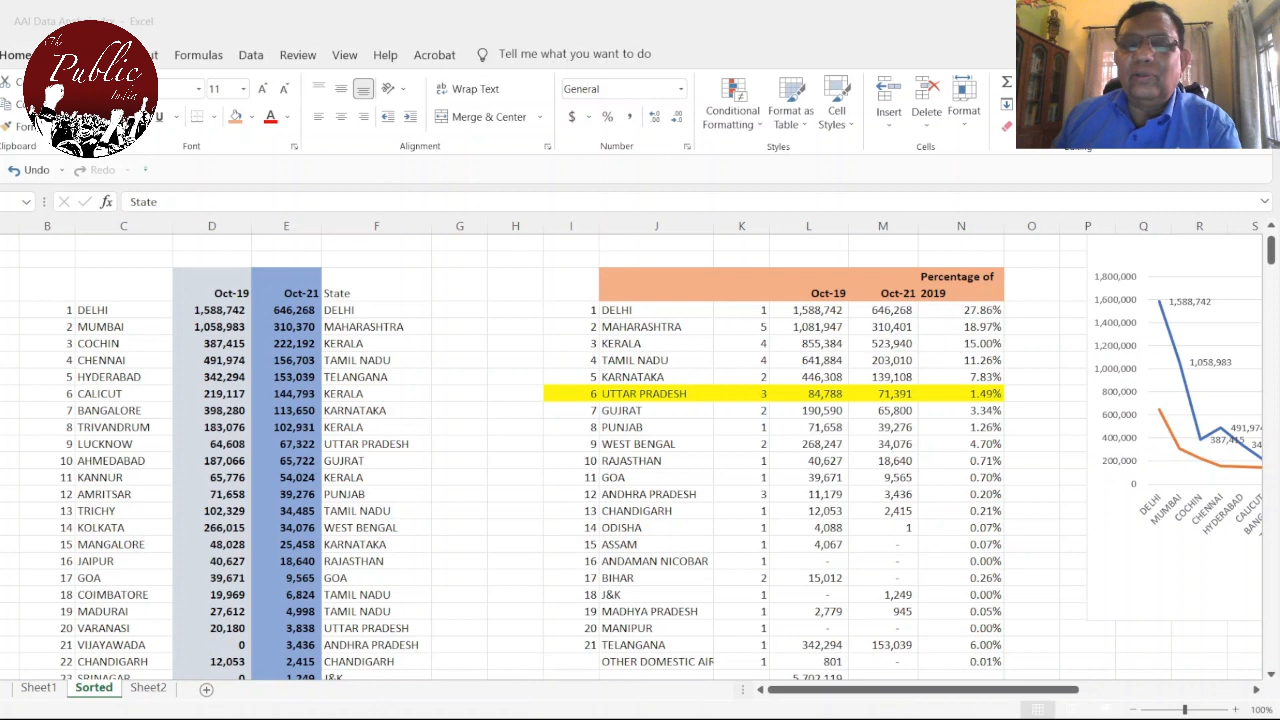 AAI Data An Excel
Home Formulas Data Review View Help Acrobat Tell me what you want to do
The Public India
11 Wrap Text General
Merge & Center
Conditional Formatting Format as Table Cell Styles Insert Delete Format
Clipboard Font Alignment Number Styles Cells
Undo Redo
fx State
B C D E F G H J K L M N O P Q R S
Percentage of
Oct-19 Oct-21 State Oct-19 Oct-21 2019
1 DELHI 1,588,742 646,268 DELHI 1 DELHI 1 1,588,742 646,268 27.86%
2 MUMBAI 1,058,983 310,370 MAHARASHTRA 2 MAHARASHTRA 5 1,081,947 310,401 18.97%
3 COCHIN 387,415 222,192 KERALA 3 KERALA 4 855,384 523,940 15.00%
4 CHENNAI 491,974 156,703 TAMIL NADU 4 TAMIL NADU 4 641,884 203,010 11.26%
5 HYDERABAD 342,294 153,039 TELANGANA 5 KARNATAKA 2 446,308 139,108 7.83%
6 CALICUT 219,117 144,793 KERALA 6 UTTAR PRADESH 3 84,788 71,391 1.49%
7 BANGALORE 398,280 113,650 KARNATAKA 7 GUJRAT 2 190,590 65,800 3.34%
8 TRIVANDRUM 183,076 102,931 KERALA 8 PUNJAB 1 71,658 39,276 1.26%
9 LUCKNOW 64,608 67,322 UTTAR PRADESH 9 WEST BENGAL 2 268,247 34,076 4.70%
10 AHMEDABAD 187,066 65,722 GUJRAT 10 RAJASTHAN 1 40,627 18,640 0.71%
11 KANNUR 65,776 54,024 KERALA 11 GOA 1 39,671 9,565 0.70%
12 AMRITSAR 71,658 39,276 PUNJAB 12 ANDHRA PRADESH 3 11,179 3,436 0.20%
13 TRICHY 102,329 34,485 TAMIL NADU 13 CHANDIGARH 1 12,053 2,415 0.21%
14 KOLKATA 266,015 34,076 WEST BENGAL 14 ODISHA 1 4,088 1 0.07%
15 MANGALORE 48,028 25,458 KARNATAKA 15 ASSAM 1 4,067 - 0.07%
16 JAIPUR 40,627 18,640 RAJASTHAN 16 ANDAMAN NICOBAR 1 - - 0.00%
17 GOA 39,671 9,565 GOA 17 BIHAR 2 15,012 - 0.26%
18 COIMBATORE 19,969 6,824 TAMIL NADU 18 J&K 1 - 1,249 0.00%
19 MADURAI 27,612 4,998 TAMIL NADU 19 MADHYA PRADESH 1 2,779 945 0.05%
20 VARANASI 20,180 3,838 UTTAR PRADESH 20 MANIPUR 1 - - 0.00%
21 VIJAYAWADA 0 3,436 ANDHRA PRADESH 21 TELANGANA 1 342,294 153,039 6.00%
22 CHANDIGARH 12,053 2,415 CHANDIGARH OTHER DOMESTIC AIR 1 801 - 0.01%
23 SRINAGAR 0 1,249 J&K 5,702,119
1,800,000
1,600,000 1,588,742
1,400,000
1,200,000
1,000,000 1,058,983
800,000
600,000
400,000 387,415 491,974
200,000
0
DELHI MUMBAI COCHIN CHENNAI HYDERABAD
Sheet1 Sorted Sheet2
100%